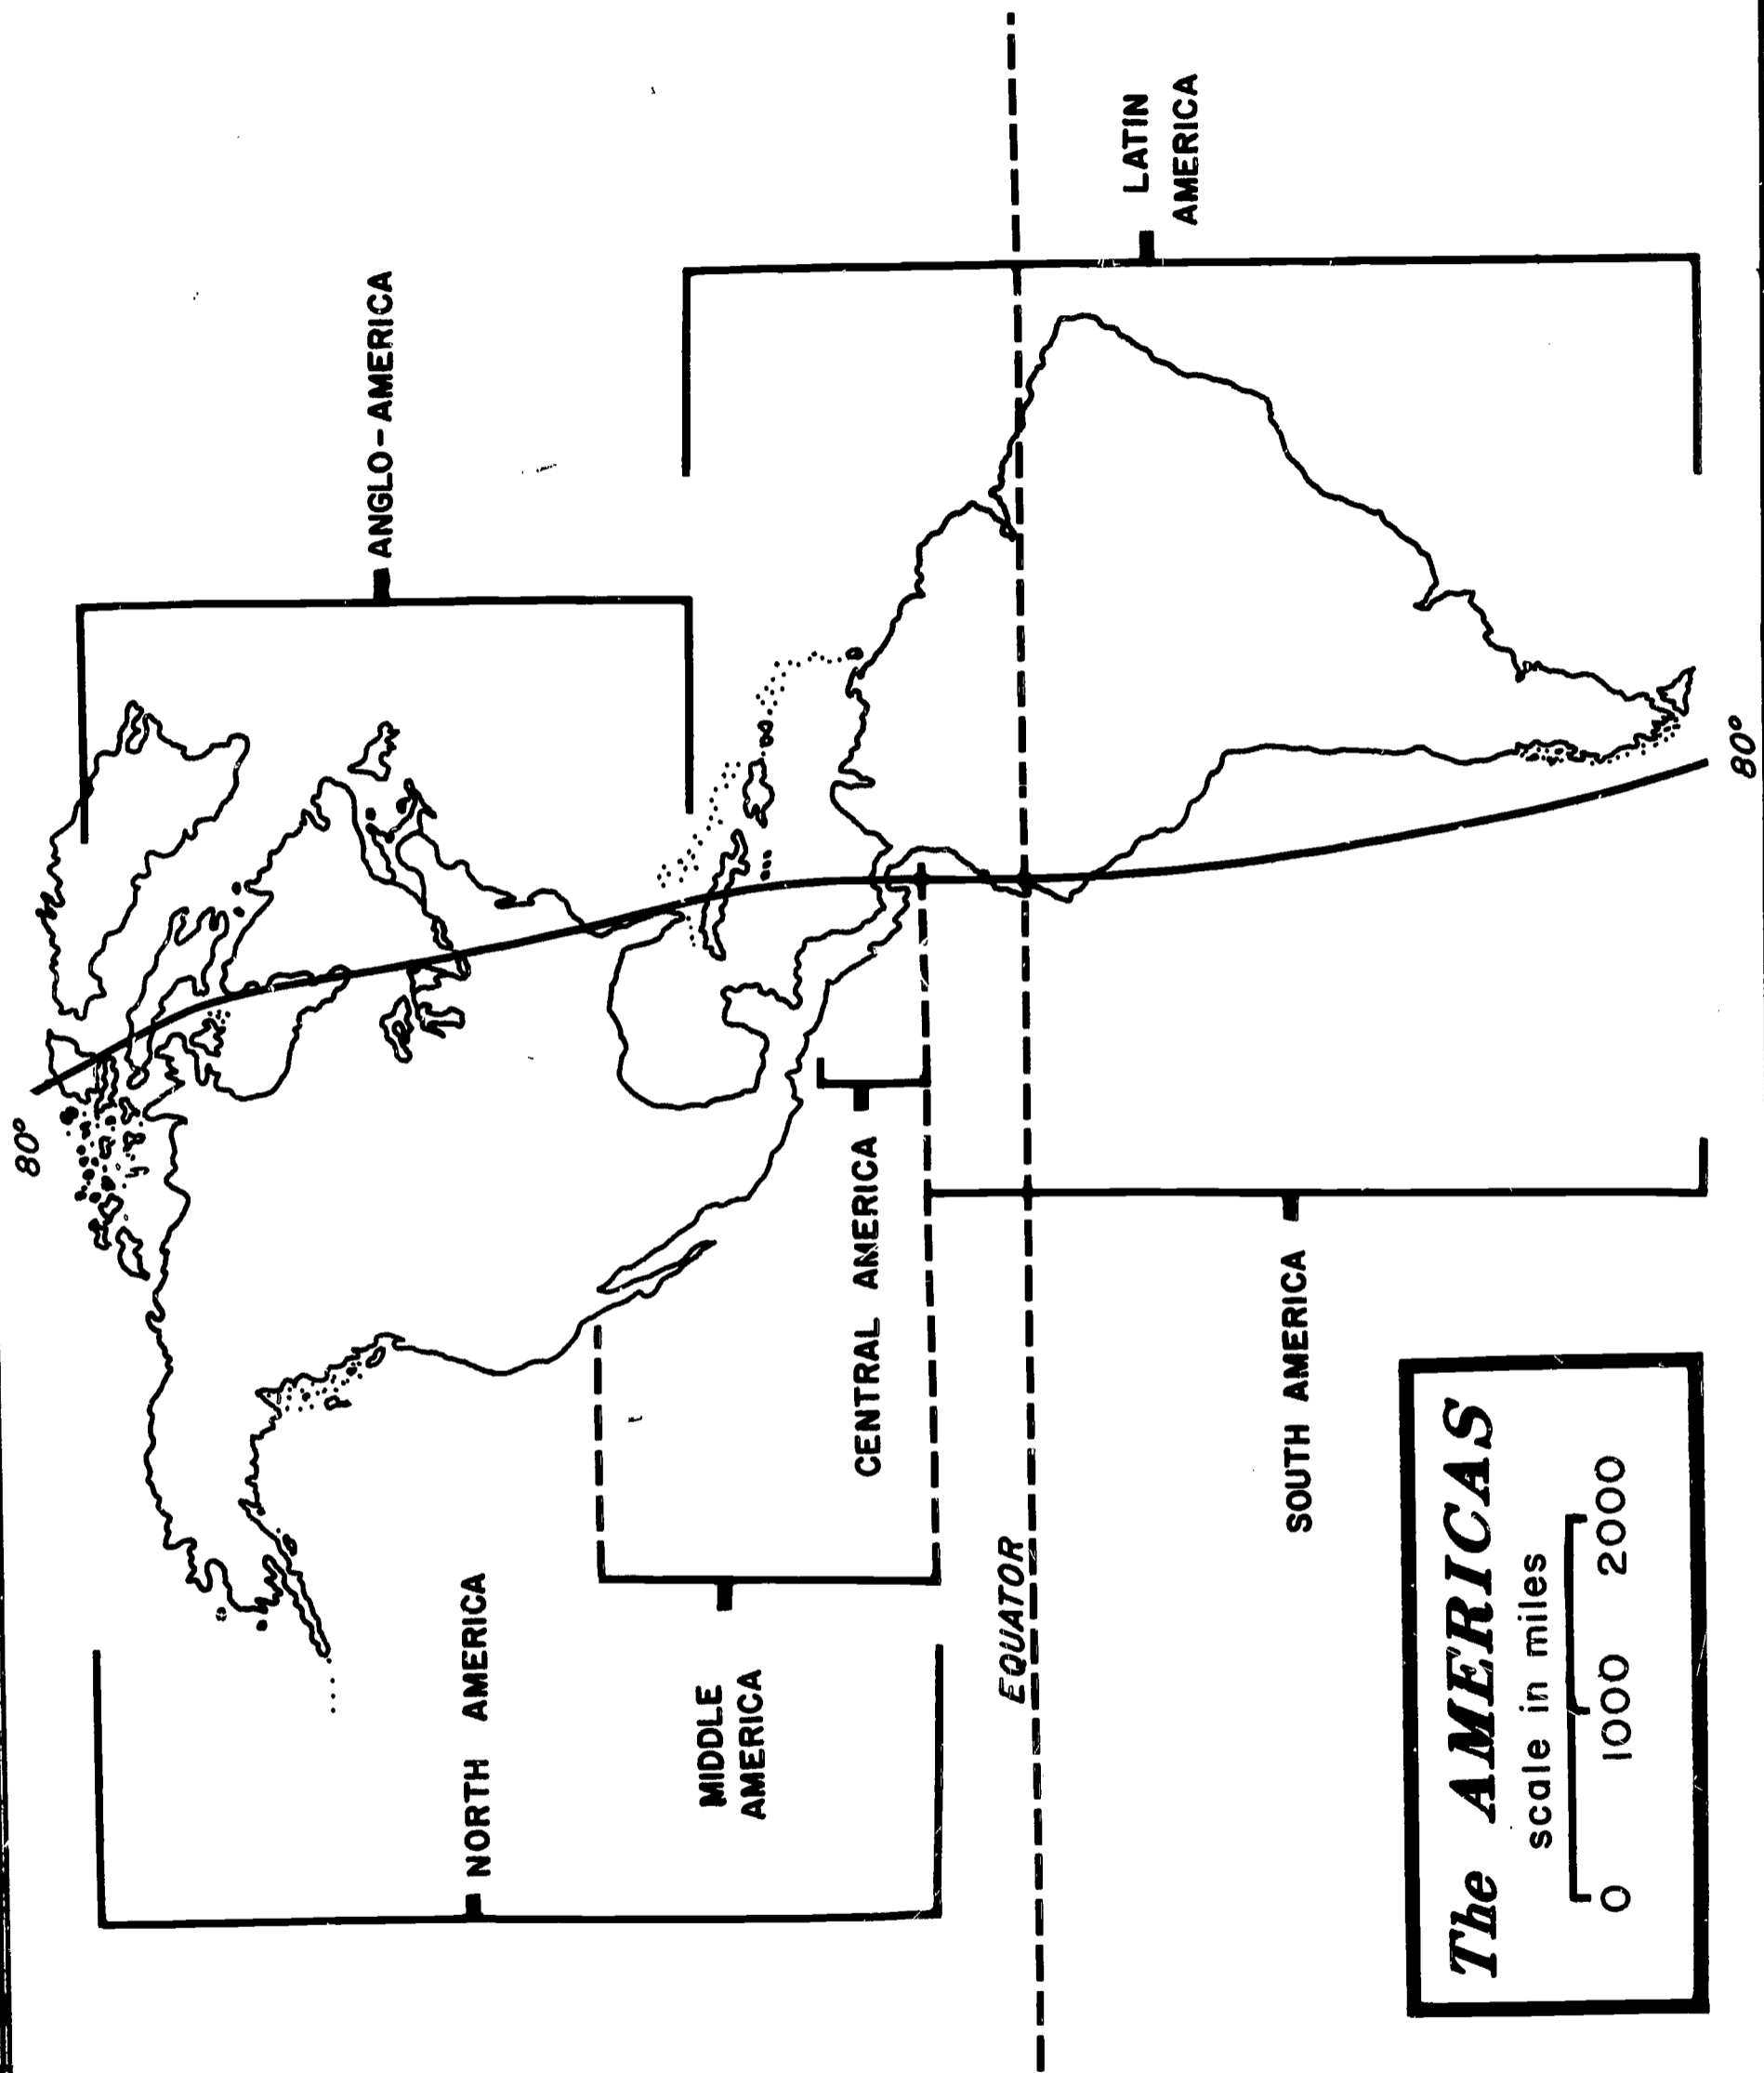 80°
ANGLO-AMERICA
NORTH AMERICA
MIDDLE
AMERICA
CENTRAL AMERICA
LATIN
AMERICA
EQUATOR
SOUTH AMERICA
80°
The AMERICAS
scale in miles
0 1000 2000